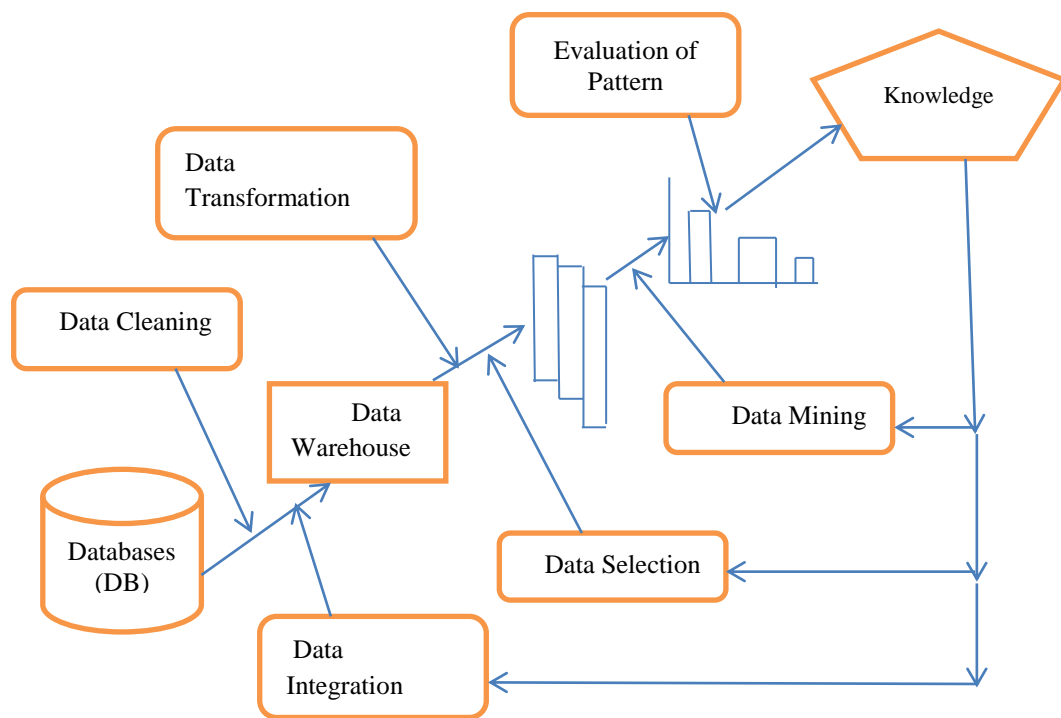 Evaluation of
Pattern
Knowledge
Data
Transformation
Data Cleaning
Data
Warehouse
Data Mining
Databases
(DB)
Data Selection
Data
Integration